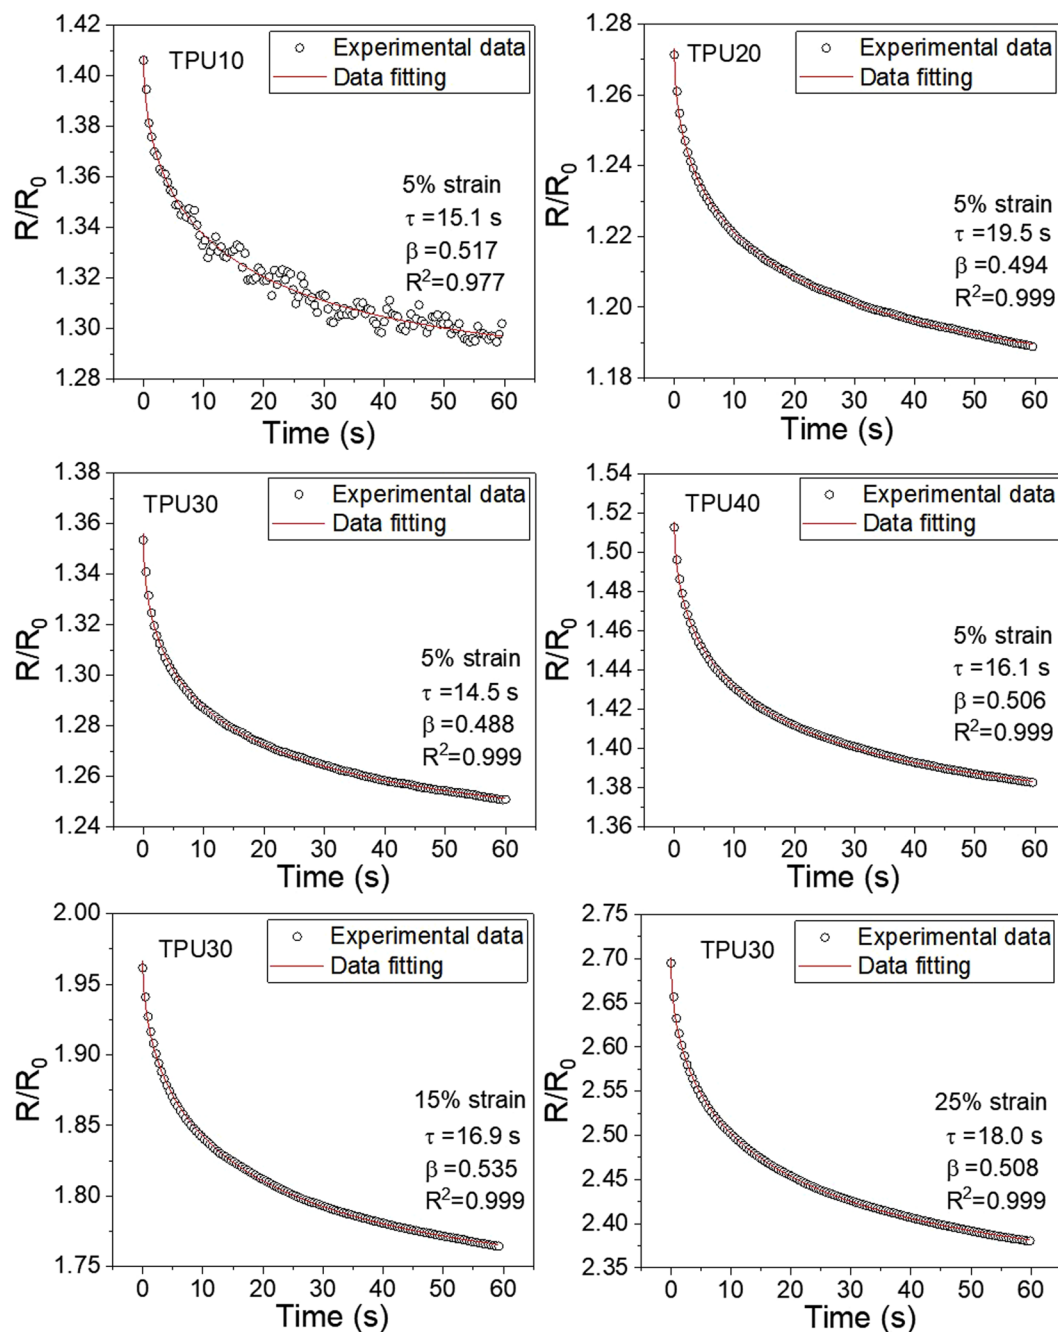 1.42
1.40
1.38
1.36
1.34
1.32
1.30
1.28
R/R0
TPU10
Experimental data
Data fitting
5% strain
τ =15.1 s
β =0.517
R²=0.977
0 10 20 30 40 50 60
Time (s)
1.28
1.26
1.24
1.22
1.20
1.18
R/R0
TPU20
Experimental data
Data fitting
5% strain
τ =19.5 s
β =0.494
R²=0.999
0 10 20 30 40 50 60
Time (s)
1.38
1.36
1.34
1.32
1.30
1.28
1.26
1.24
R/R0
TPU30
Experimental data
Data fitting
5% strain
τ =14.5 s
β =0.488
R²=0.999
0 10 20 30 40 50 60
Time (s)
1.54
1.52
1.50
1.48
1.46
1.44
1.42
1.40
1.38
1.36
R/R0
TPU40
Experimental data
Data fitting
5% strain
τ =16.1 s
β =0.506
R²=0.999
0 10 20 30 40 50 60
Time (s)
2.00
1.95
1.90
1.85
1.80
1.75
R/R0
TPU30
Experimental data
Data fitting
15% strain
τ =16.9 s
β =0.535
R²=0.999
0 10 20 30 40 50 60
Time (s)
2.75
2.70
2.65
2.60
2.55
2.50
2.45
2.40
2.35
R/R0
TPU30
Experimental data
Data fitting
25% strain
τ =18.0 s
β =0.508
R²=0.999
0 10 20 30 40 50 60
Time (s)